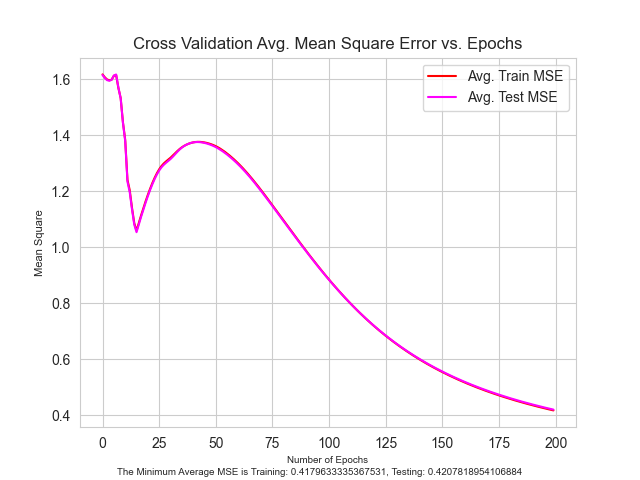 Cross Validation Avg. Mean Square Error vs. Epochs
Avg. Train MSE
Avg. Test MSE
1.6
1.4
1.2
1.0
0.8
0.6
0.4
Mean Square
0 25 50 75 100 125 150 175 200
Number of Epochs
The Minimum Average MSE is Training: 0.4179633335367531, Testing: 0.4207818954106884